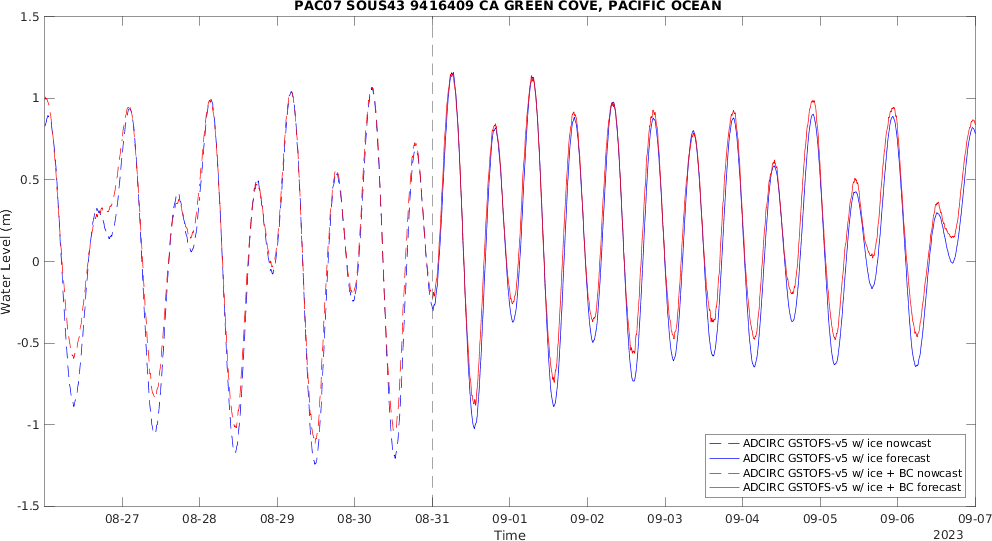 PAC07 SOUS43 9416409 CA GREEN COVE, PACIFIC OCEAN
1.5
1
0.5
0
-0.5
-1
-1.5
Water Level (m)
ADCIRC GSTOFS-v5 w/ ice nowcast
ADCIRC GSTOFS-v5 w/ ice forecast
ADCIRC GSTOFS-v5 w/ ice + BC nowcast
ADCIRC GSTOFS-v5 w/ ice + BC forecast
08-27 08-28 08-29 08-30 08-31 09-01 09-02 09-03 09-04 09-05 09-06 09-07
Time
2023